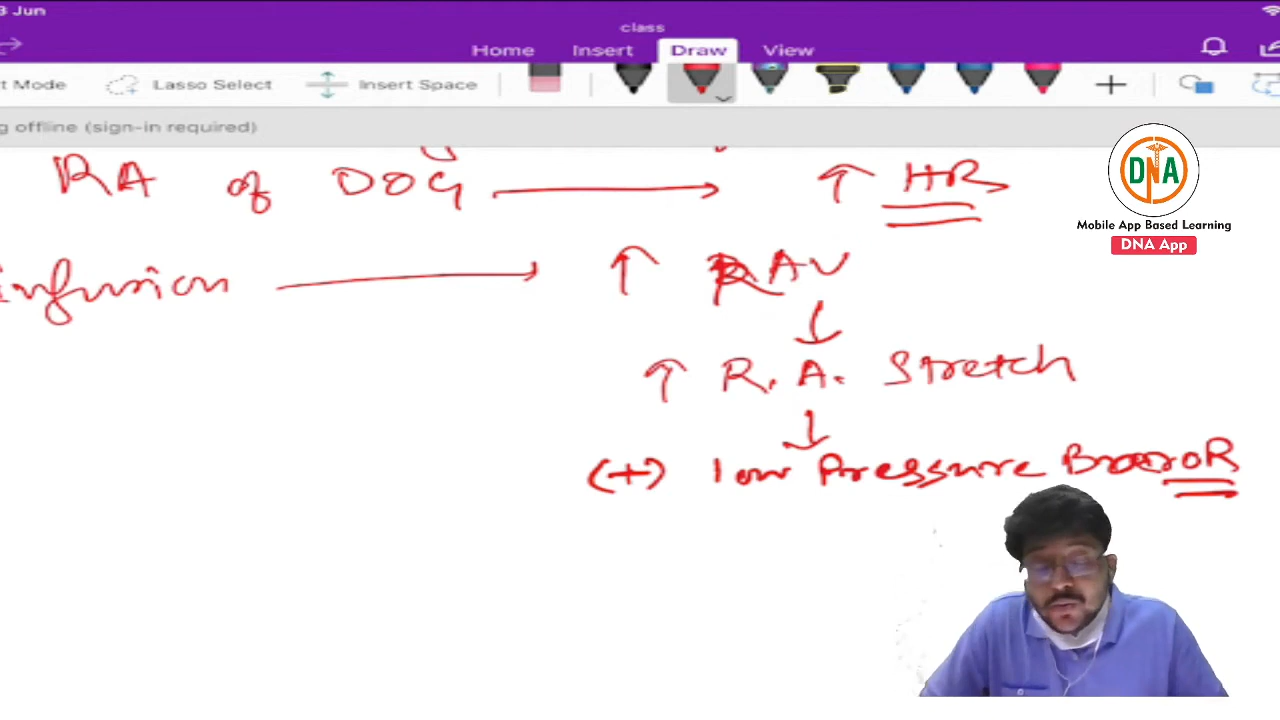 3 Jun
class
Home Insert Draw View
t Mode Lasso Select Insert Space
g offline (sign-in required)
DNA
Mobile App Based Learning
DNA App
RA of DOG → ↑ HR
infusion → ↑ RAV
↓
↑ R.A. Stretch
↓
(+) low Pressure BaroR